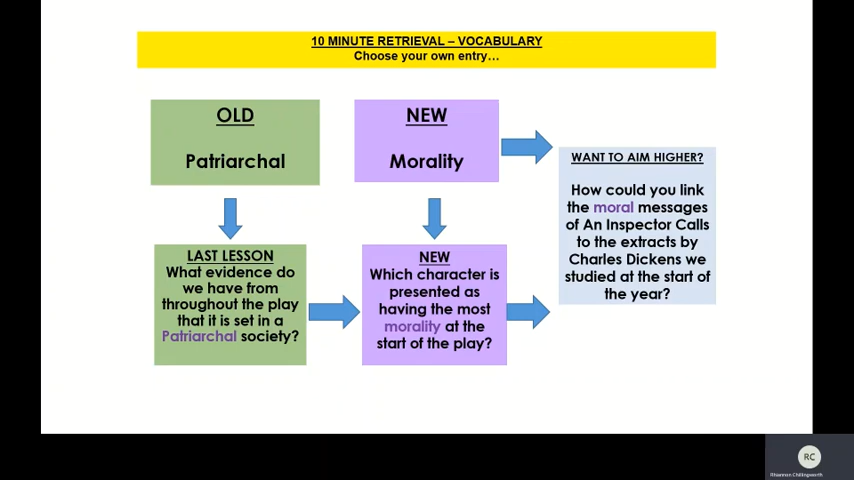 10 MINUTE RETRIEVAL – VOCABULARY
Choose your own entry…
OLD
Patriarchal
NEW
Morality
WANT TO AIM HIGHER?
How could you link
the moral messages
of An Inspector Calls
to the extracts by
Charles Dickens we
studied at the start of
the year?
LAST LESSON
What evidence do
we have from
throughout the play
that it is set in a
Patriarchal society?
NEW
Which character is
presented as
having the most
morality at the
start of the play?
RC
Rhiannon Chillingworth